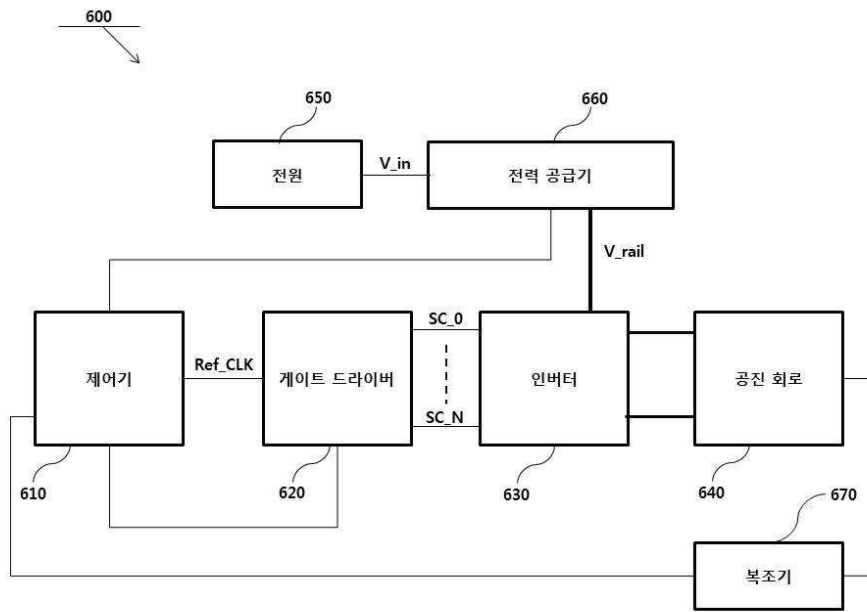 600
650
660
전원
V_in
전력 공급기
V_rail
제어기
Ref_CLK
게이트 드라이버
SC_0
SC_N
인버터
공진 회로
610
620
630
640
670
복조기